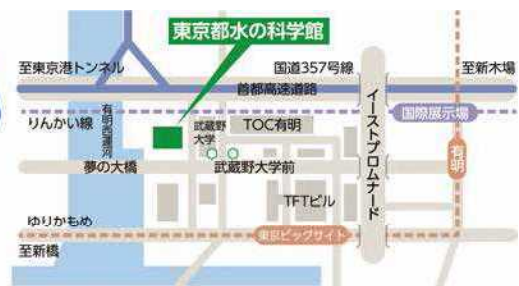 東京都水の科学館
至東京港トンネル
国道357号線
至新木場
首都高速道路
りんかい線
有明西運河
武蔵野
大学
TOC有明
イーストプロムナード
国際展示場
有明
夢の大橋
武蔵野大学前
TFTビル
ゆりかもめ
東京ビッグサイト
至新橋